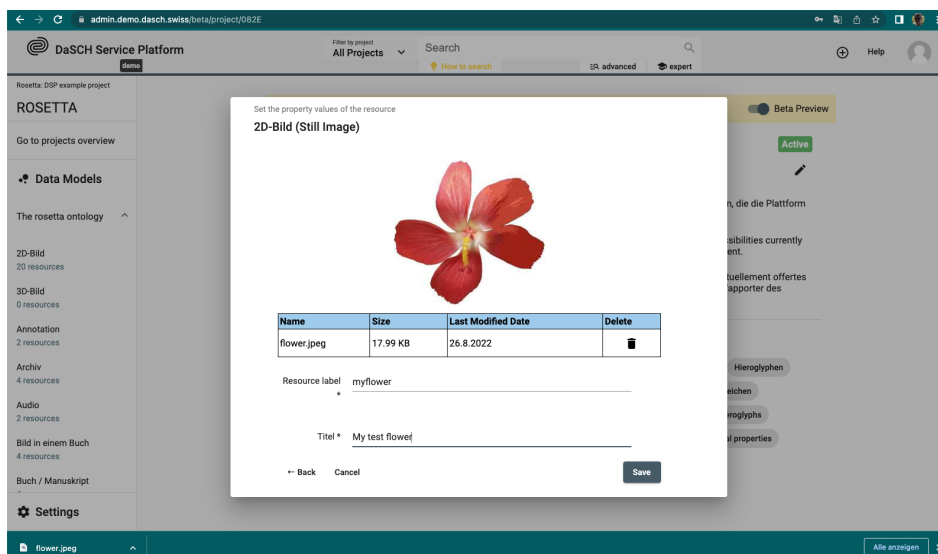 admin.demo.dasch.swiss/beta/project/082E
DaSCH Service Platform
demo
Filter by project
All Projects
Search
How to search
advanced
expert
Help
Rosetta: DSP example project
ROSETTA
Go to projects overview
Data Models
The rosetta ontology
2D-Bild
20 resources
3D-Bild
0 resources
Annotation
2 resources
Archiv
4 resources
Audio
2 resources
Bild in einem Buch
4 resources
Buch / Manuskript
Settings
Set the property values of the resource
2D-Bild (Still Image)
Name Size Last Modified Date Delete
flower.jpeg 17.99 KB 26.8.2022
Resource label * myflower
Titel * My test flower
← Back Cancel Save
Beta Preview
Active
n, die die Plattform
ssibilities currently
ent.
tuellement offertes
'apporter des
Hieroglyphen
eichen
eroglyphs
al properties
flower.jpeg
Alle anzeigen